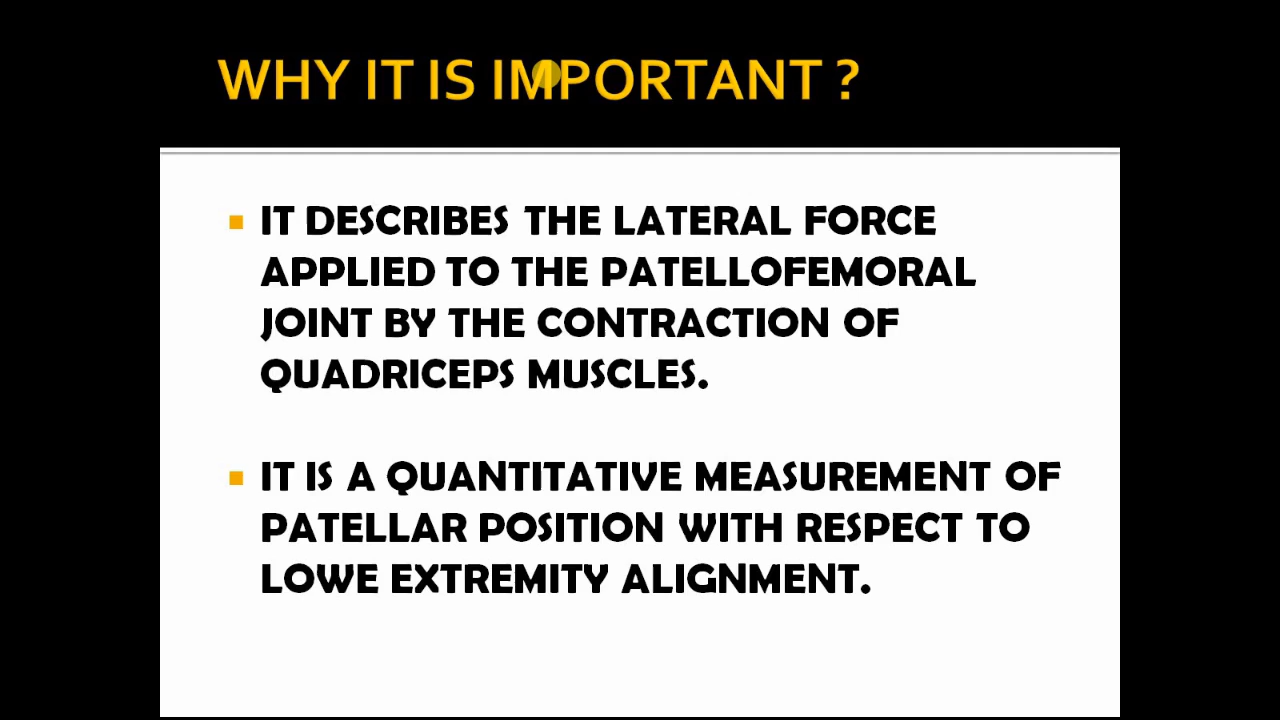 WHY IT IS IMPORTANT ?
IT DESCRIBES THE LATERAL FORCE
APPLIED TO THE PATELLOFEMORAL
JOINT BY THE CONTRACTION OF
QUADRICEPS MUSCLES.
IT IS A QUANTITATIVE MEASUREMENT OF
PATELLAR POSITION WITH RESPECT TO
LOWE EXTREMITY ALIGNMENT.